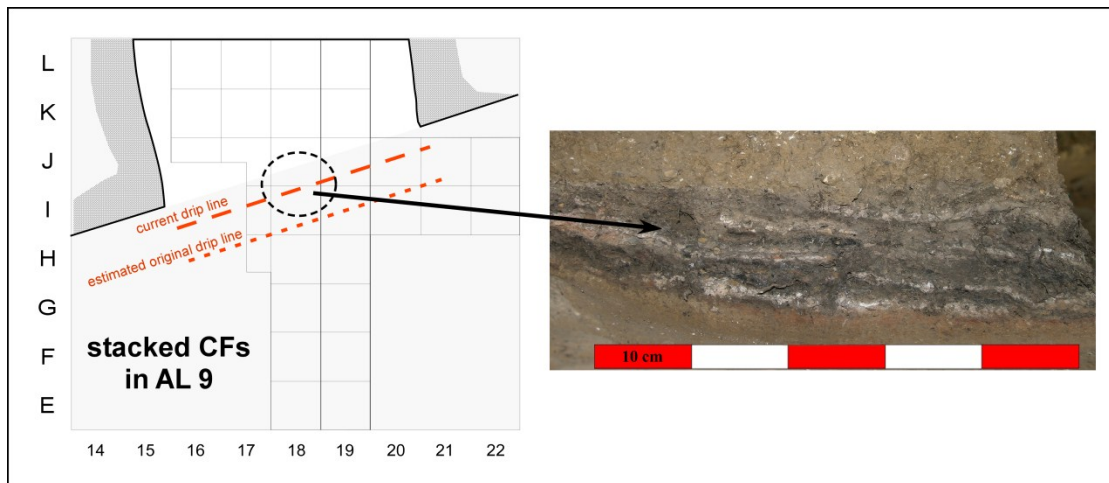 L
K
J
I
H
G
F
E
current drip line
estimated original drip line
stacked CFs
in AL 9
14 15 16 17 18 19 20 21 22
10 cm